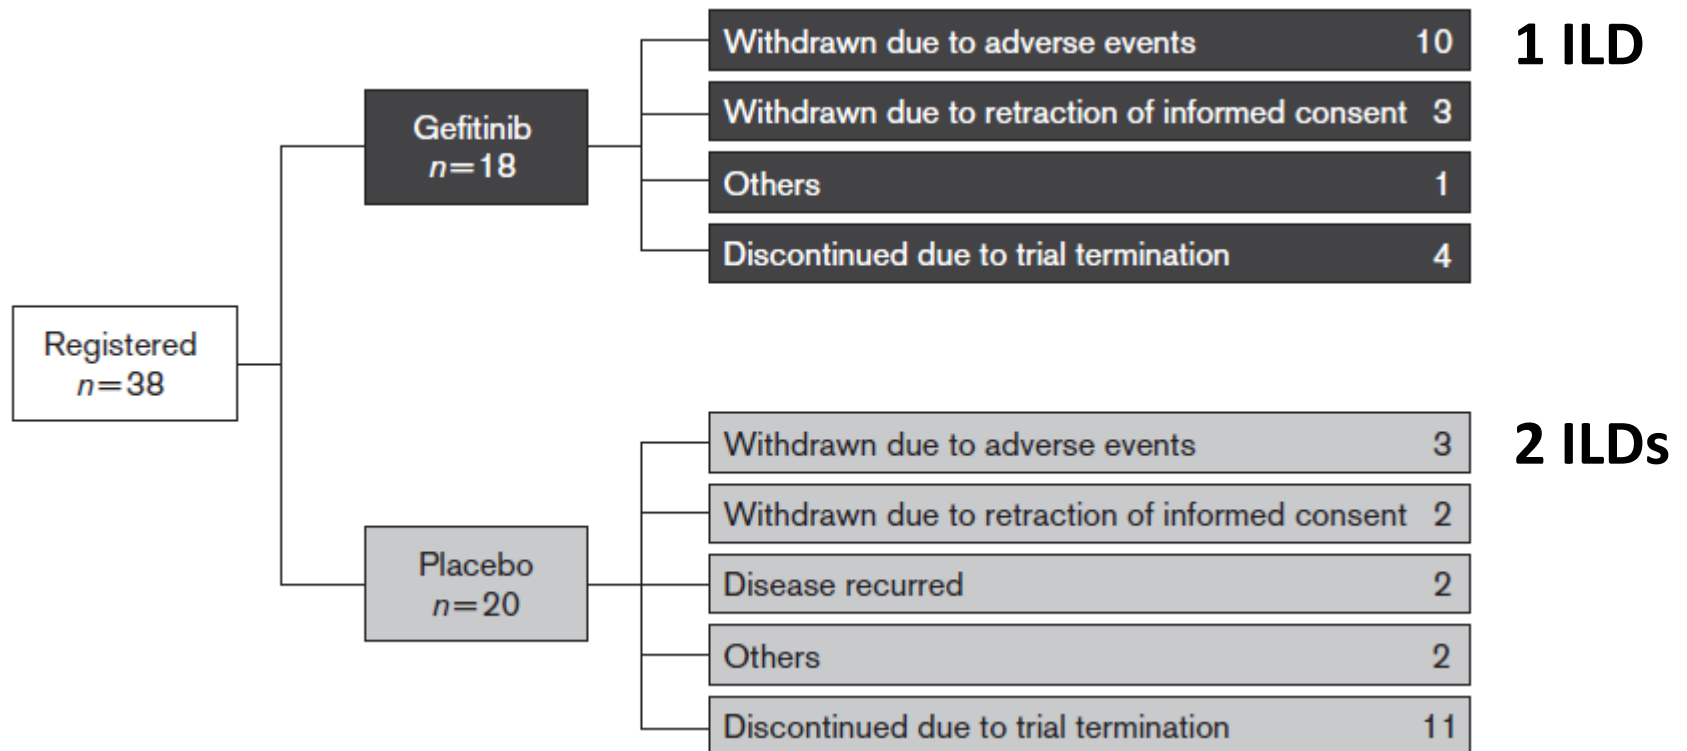 Registered
n=38
Gefitinib
n=18
Withdrawn due to adverse events 10
1 ILD
Withdrawn due to retraction of informed consent 3
Others 1
Discontinued due to trial termination 4
Placebo
n=20
Withdrawn due to adverse events 3
2 ILDs
Withdrawn due to retraction of informed consent 2
Disease recurred 2
Others 2
Discontinued due to trial termination 11